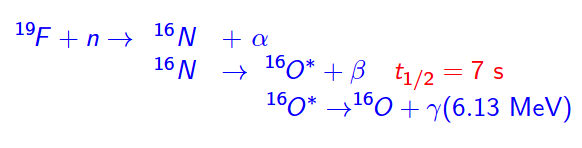 ¹⁹F + n → ¹⁶N + α
¹⁶N → ¹⁶O* + β t₁/₂ = 7 s
¹⁶O* → ¹⁶O + γ(6.13 MeV)